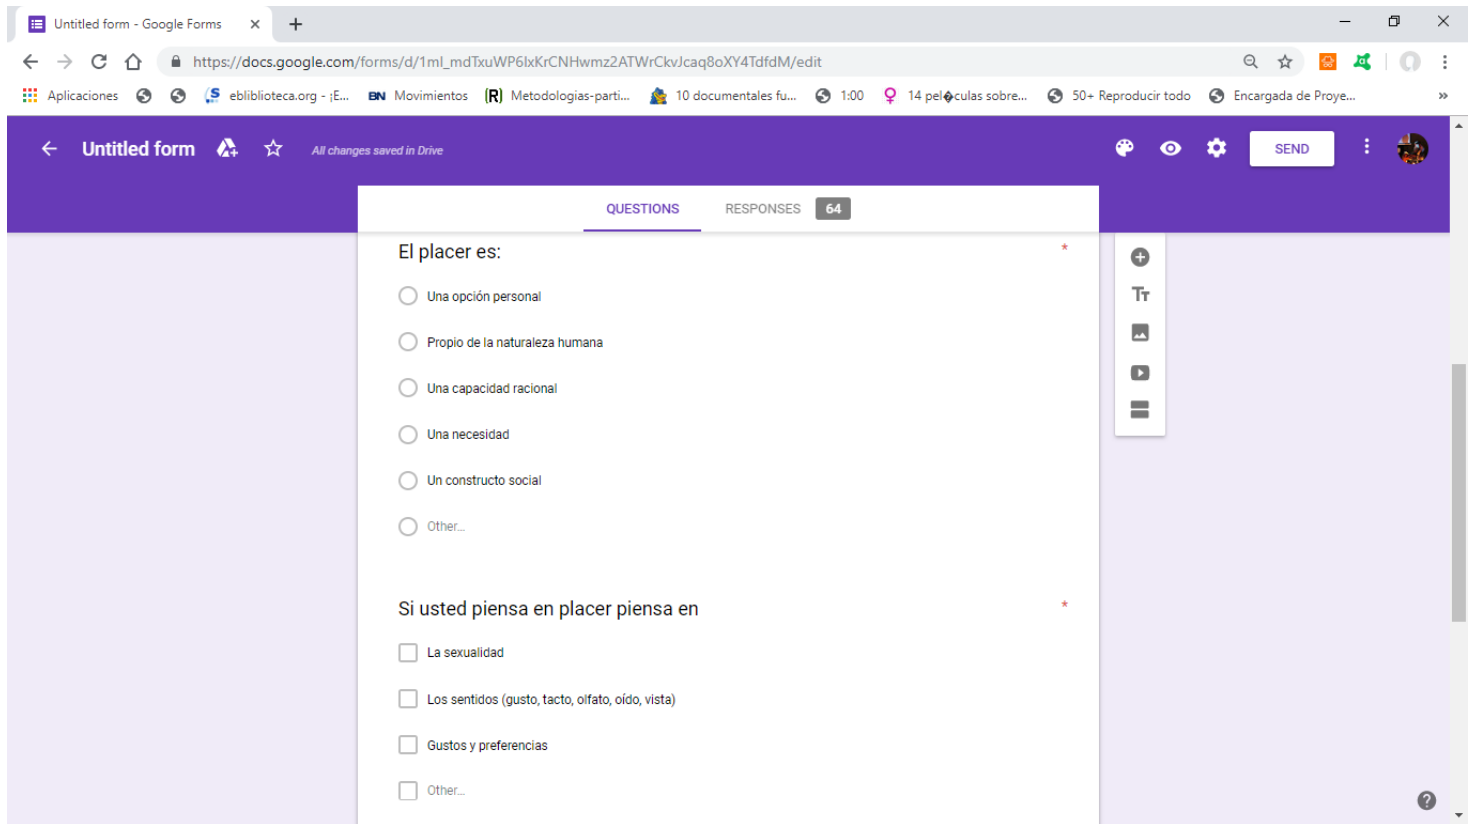 Untitled form - Google Forms
https://docs.google.com/forms/d/1ml_mdTxuWP6IxKrCNHwmz2ATWrCkvJcaq8oXY4TdfdM/edit
Aplicaciones ebliblioteca.org - ¡E... BN Movimientos (R) Metodologias-parti... 10 documentales fu... 1:00 14 pel�culas sobre... 50+ Reproducir todo Encargada de Proye... »
Untitled form All changes saved in Drive SEND
QUESTIONS RESPONSES 64
El placer es: *
Una opción personal
Propio de la naturaleza humana
Una capacidad racional
Una necesidad
Un constructo social
Other...
Si usted piensa en placer piensa en *
La sexualidad
Los sentidos (gusto, tacto, olfato, oído, vista)
Gustos y preferencias
Other...